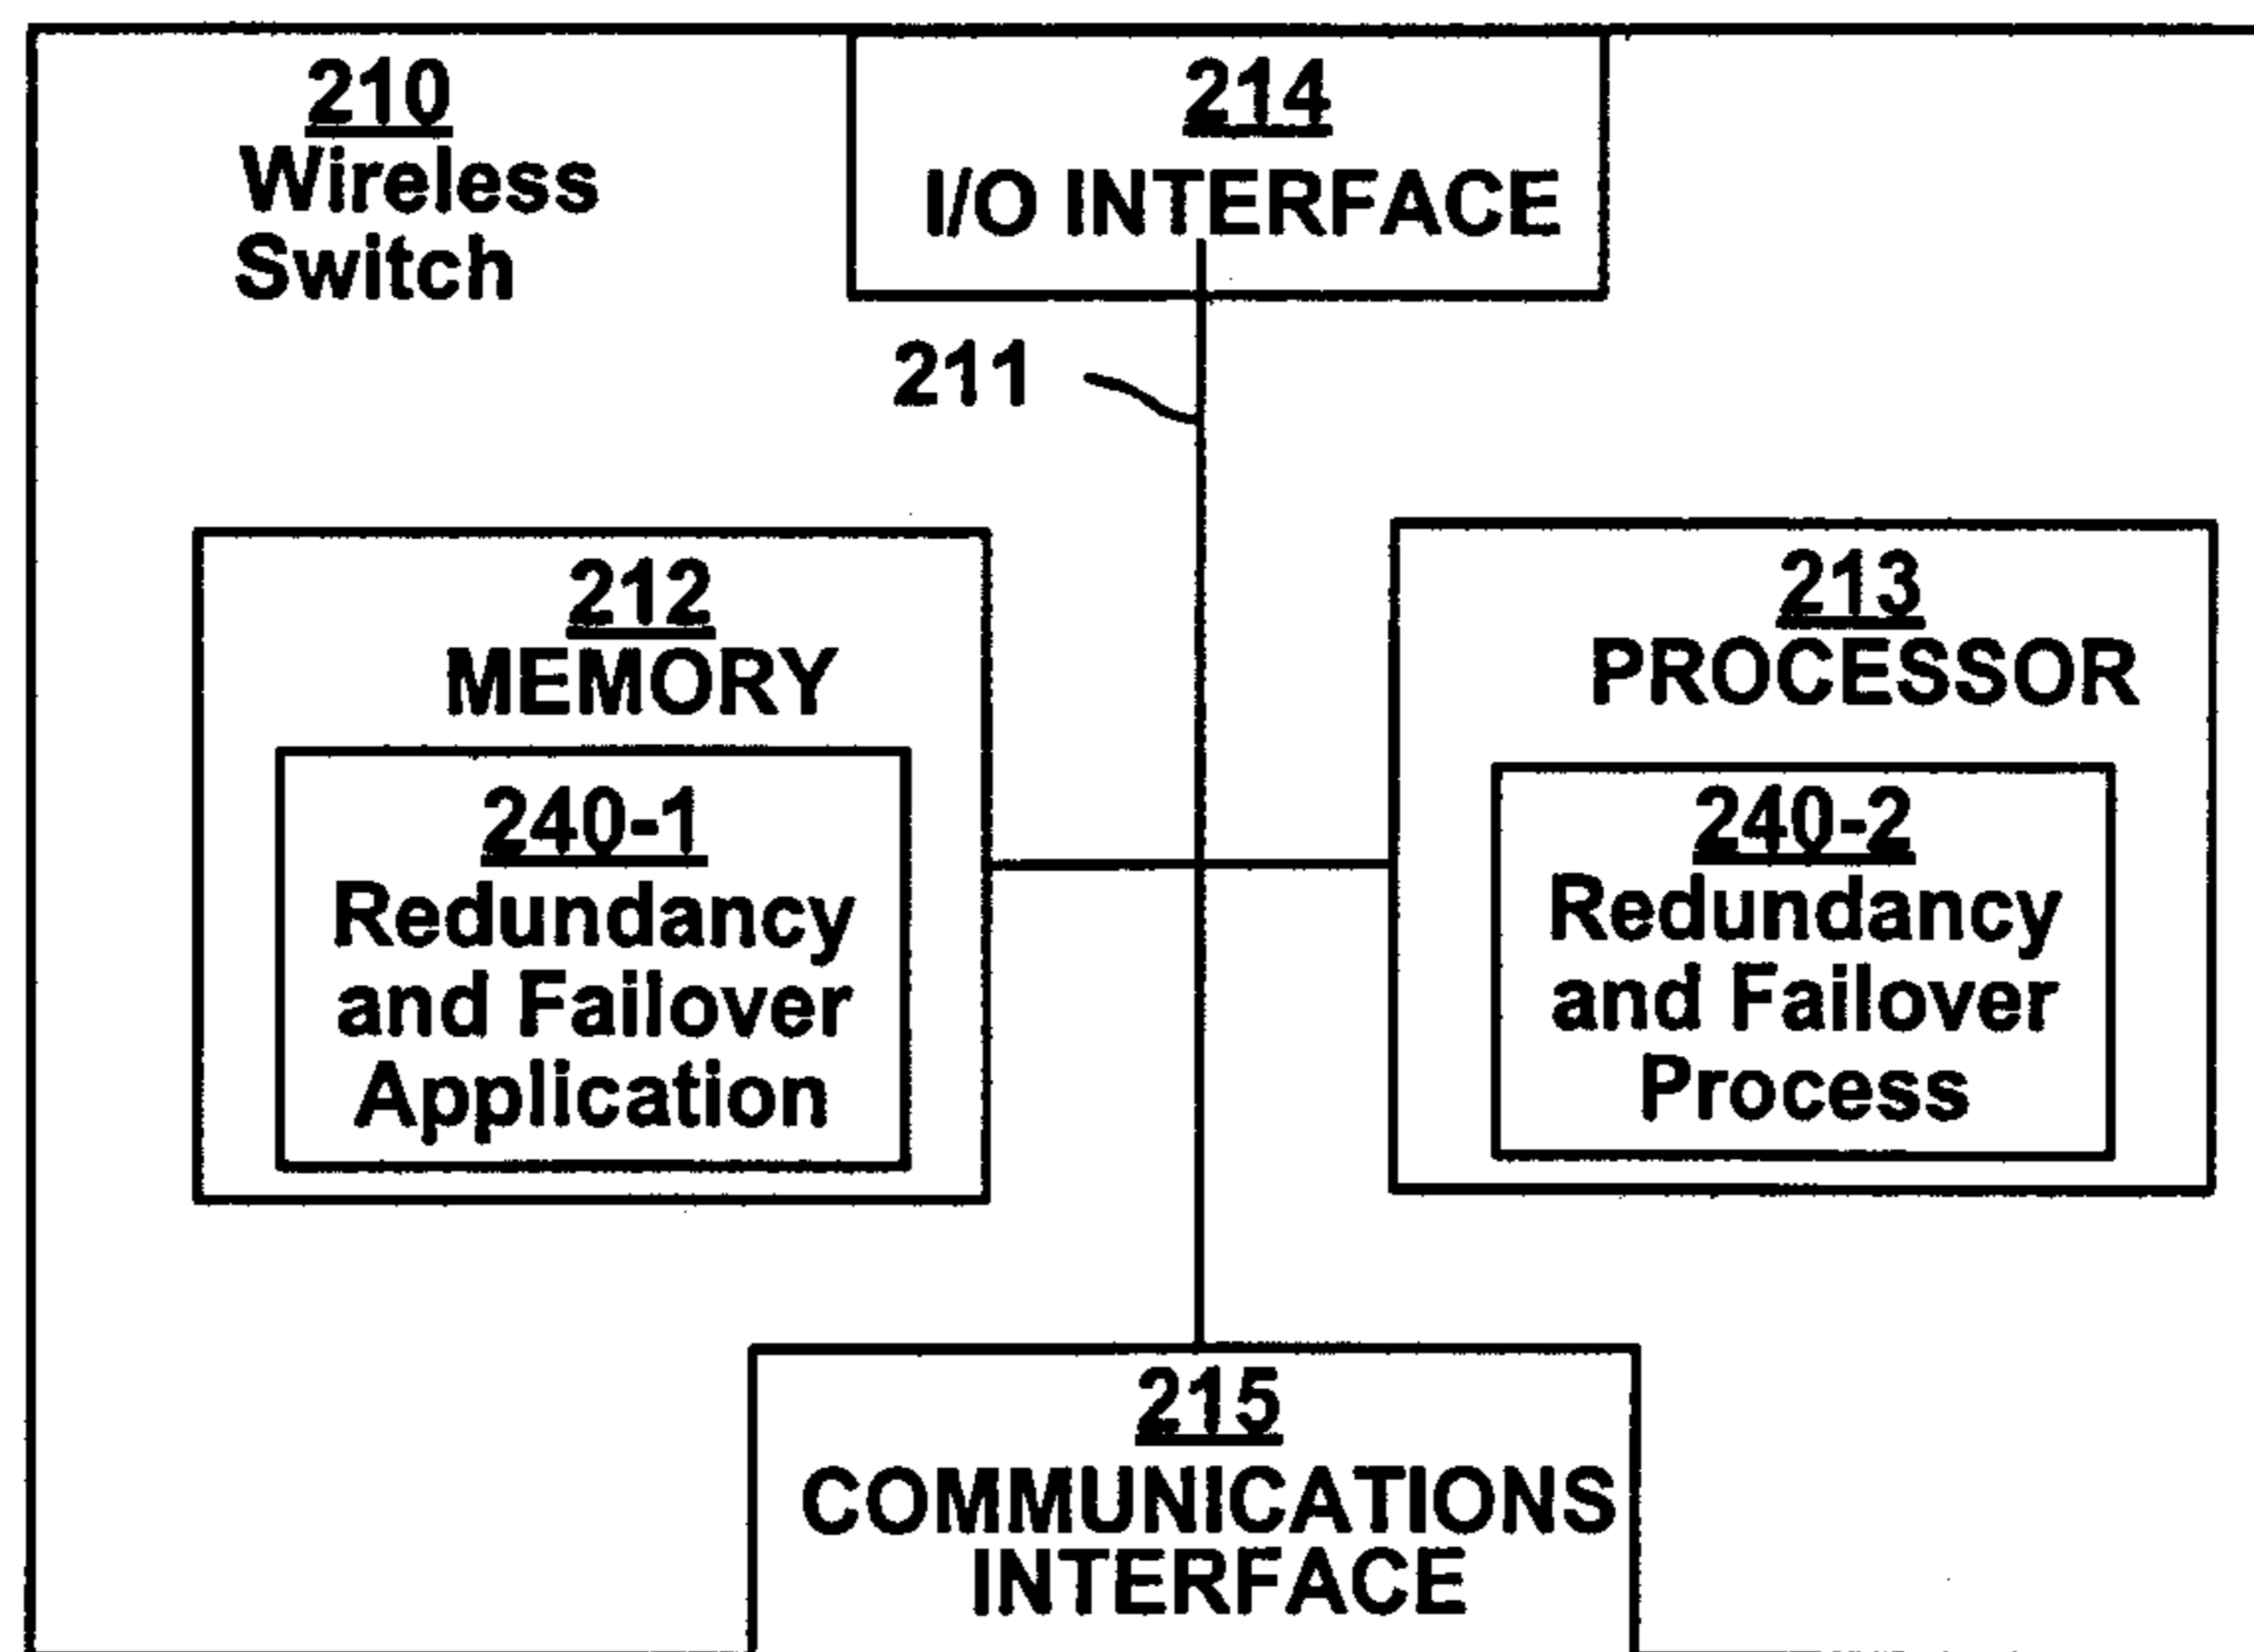 210
Wireless
Switch
214
I/O INTERFACE
211
212
MEMORY
240-1
Redundancy
and Failover
Application
213
PROCESSOR
240-2
Redundancy
and Failover
Process
215
COMMUNICATIONS
INTERFACE